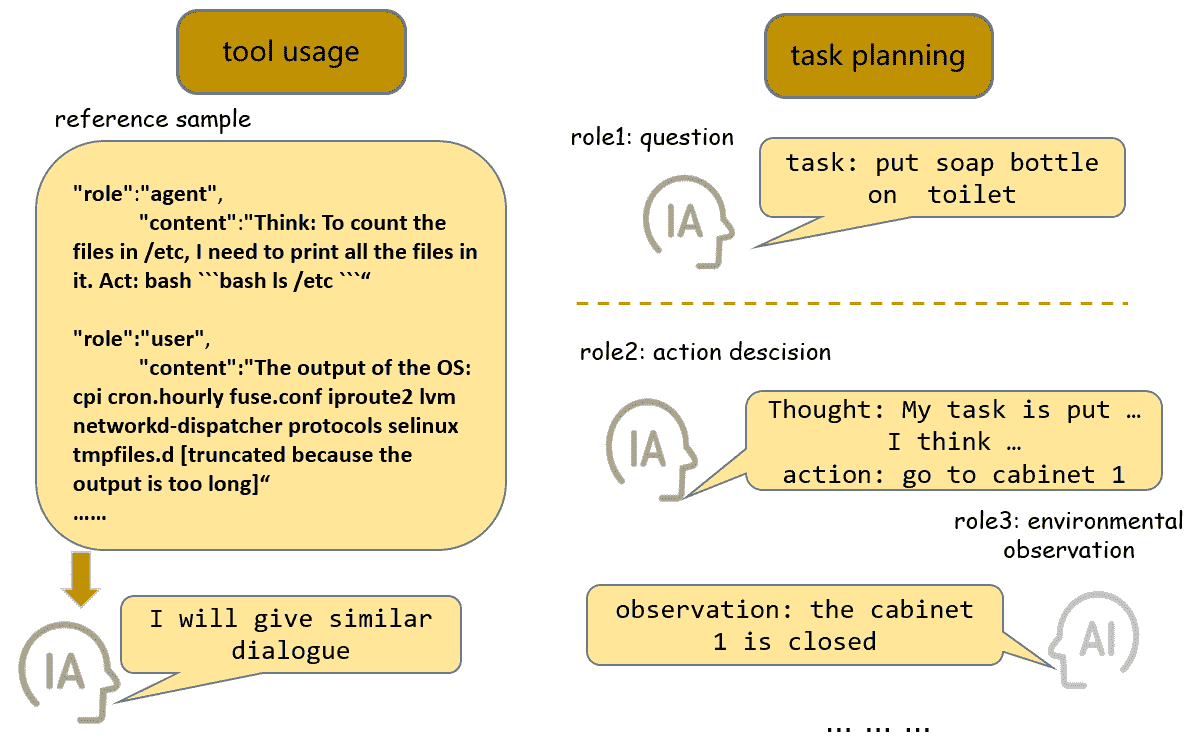 tool usage
reference sample
"role":"agent",
"content":"Think: To count the
files in /etc, I need to print all the files in
it. Act: bash ```bash ls /etc ```“
"role":"user",
"content":"The output of the OS:
cpi cron.hourly fuse.conf iproute2 lvm
networkd-dispatcher protocols selinux
tmpfiles.d [truncated because the
output is too long]“
......
IA
I will give similar
dialogue
task planning
role1: question
IA
task: put soap bottle
on toilet
role2: action descision
IA
Thought: My task is put …
I think …
action: go to cabinet 1
role3: environmental
observation
observation: the cabinet
1 is closed
AI
… … …